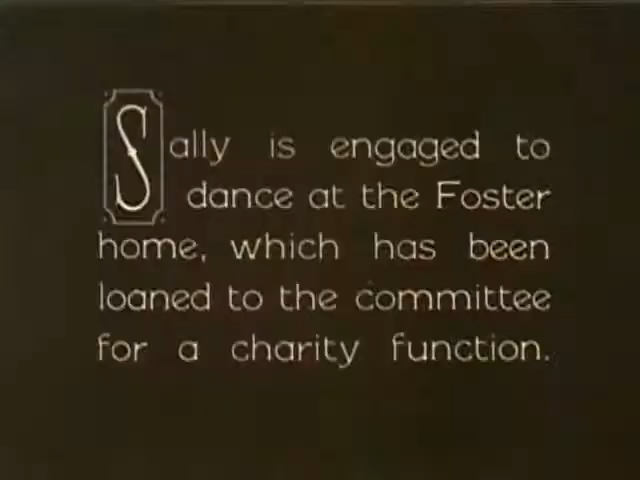 Sally is engaged to
dance at the Foster
home, which has been
loaned to the committee
for a charity function.